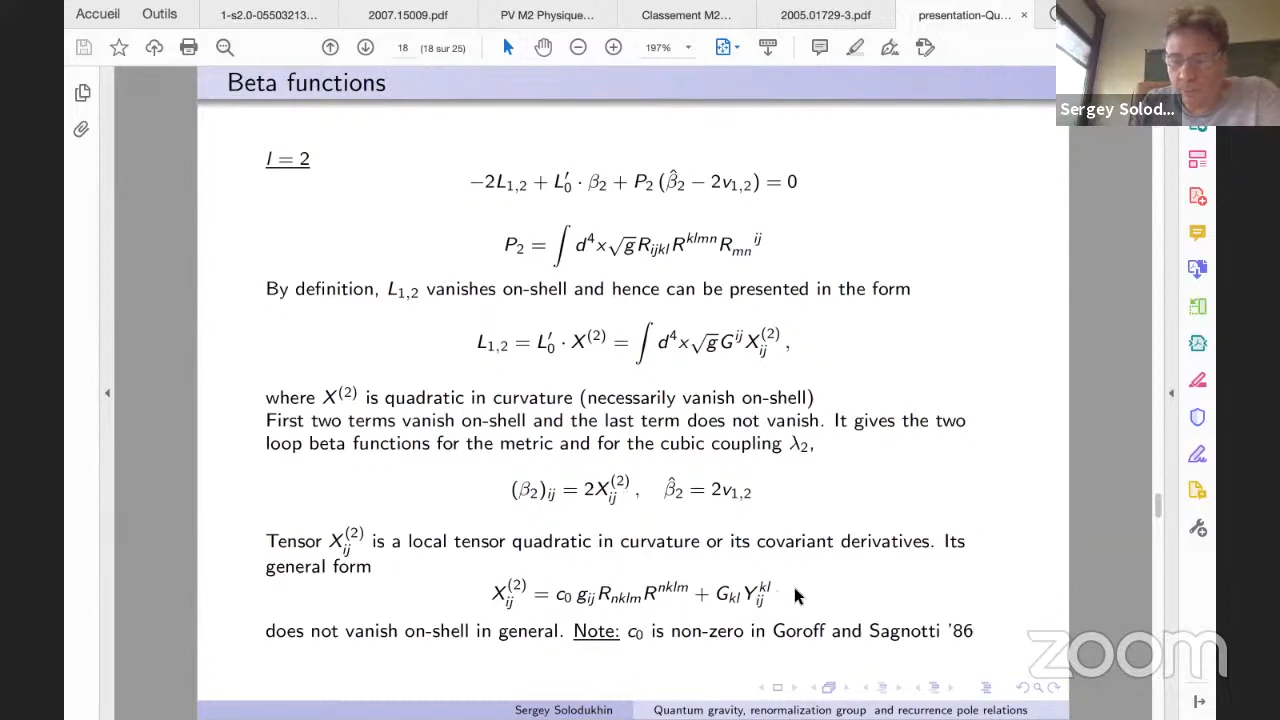 Accueil Outils 1-s2.0-05503213... 2007.15009.pdf PV M2 Physique... Classement M2... 2005.01729-3.pdf presentation-Qu... ×
18 (18 sur 25) 197%
Sergey Solod...
Beta functions
l = 2
−2L_{1,2} + L′_0 · β_2 + P_2 (β̂_2 − 2v_{1,2}) = 0
P_2 = ∫ d^4x√g R_{ijkl}R^{klmn}R_{mn}^{ij}
By definition, L_{1,2} vanishes on-shell and hence can be presented in the form
L_{1,2} = L′_0 · X^{(2)} = ∫ d^4x√g G^{ij}X_{ij}^{(2)} ,
where X^{(2)} is quadratic in curvature (necessarily vanish on-shell)
First two terms vanish on-shell and the last term does not vanish. It gives the two
loop beta functions for the metric and for the cubic coupling λ_2,
(β_2)_{ij} = 2X_{ij}^{(2)} , β̂_2 = 2v_{1,2}
Tensor X_{ij}^{(2)} is a local tensor quadratic in curvature or its covariant derivatives. Its
general form
X_{ij}^{(2)} = c_0 g_{ij}R_{nklm}R^{nklm} + G_{kl}Y_{ij}^{kl}
does not vanish on-shell in general. Note: c_0 is non-zero in Goroff and Sagnotti '86
zoom
Sergey Solodukhin Quantum gravity, renormalization group and recurrence pole relations